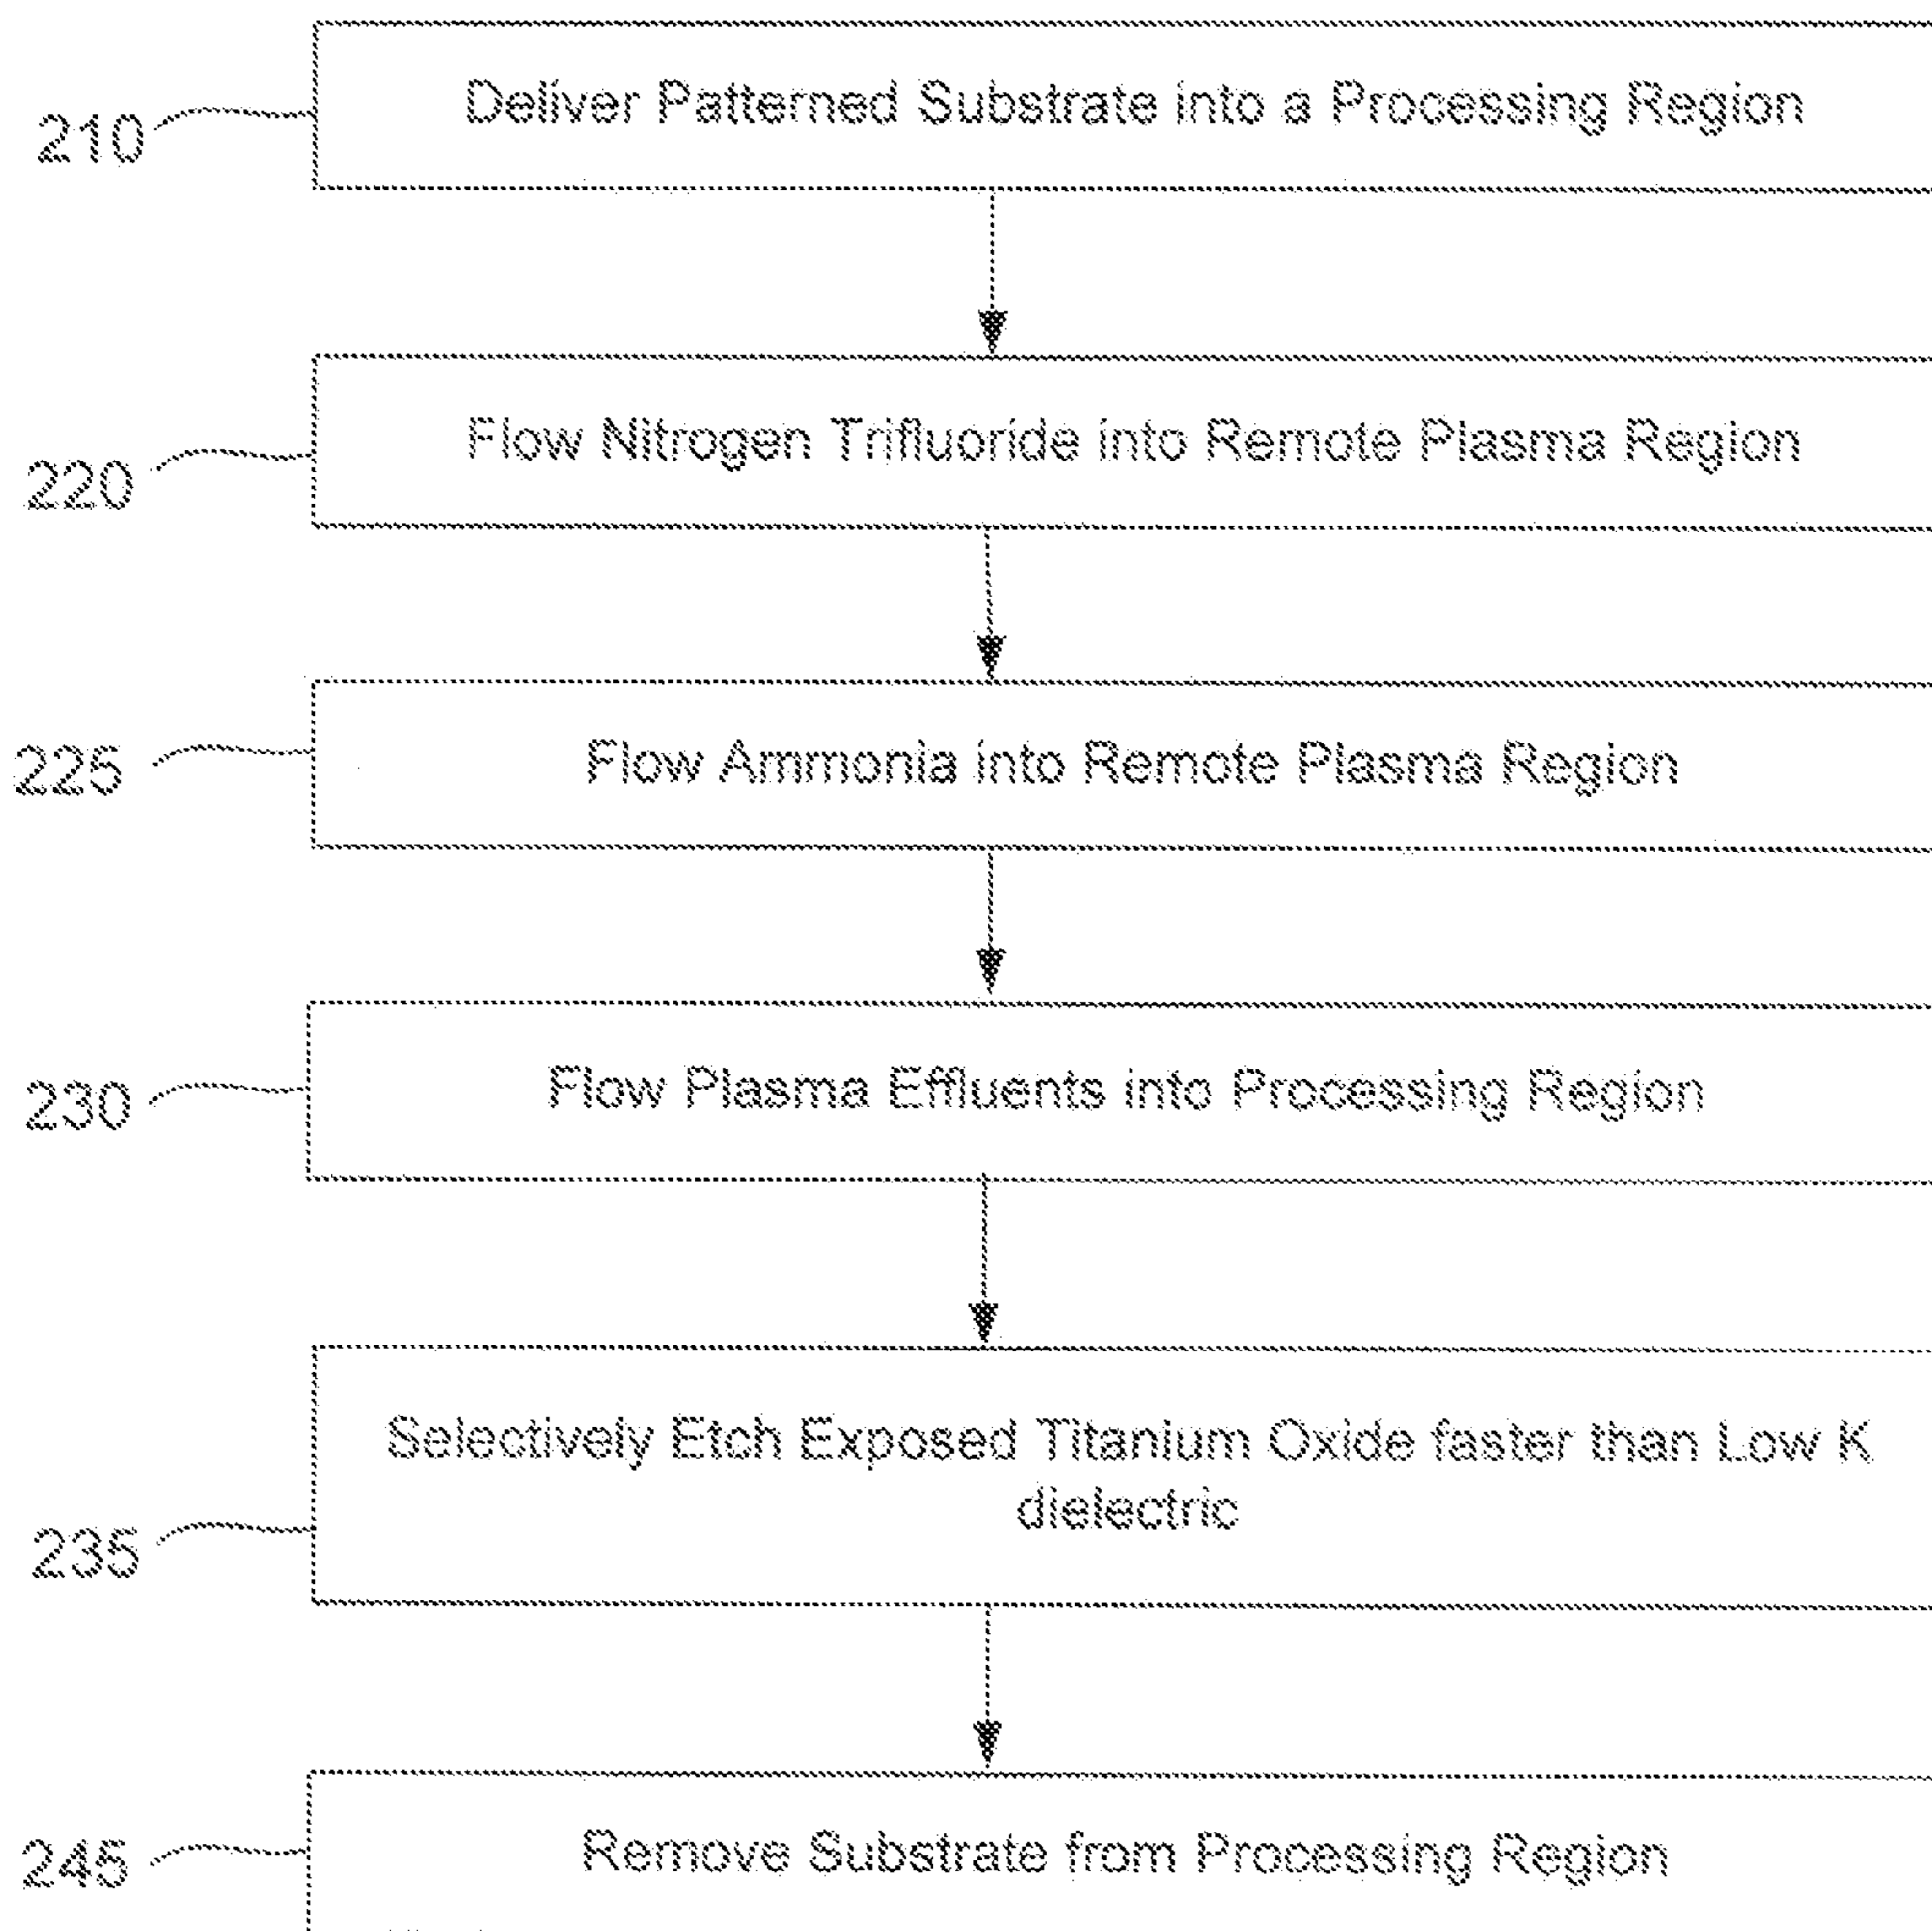 210
Deliver Patterned Substrate into a Processing Region
220
Flow Nitrogen Trifluoride into Remote Plasma Region
225
Flow Ammonia into Remote Plasma Region
230
Flow Plasma Effluents into Processing Region
235
Selectively Etch Exposed Titanium Oxide faster than Low K
dielectric
245
Remove Substrate from Processing Region